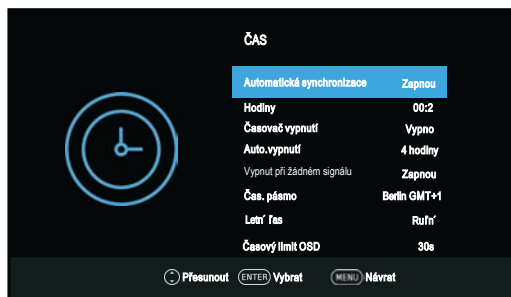 ČAS
Automatická synchronizace Zapnou
Hodiny 00:2
Časovač vypnutí Vypno
Auto.vypnutí 4 hodiny
Vypnut při žádném signálu Zapnou
Čas. pásmo Berlin GMT+1
Letn´ ľas Ruľn´
Časový limit OSD 30s
Přesunout ENTER Vybrat MENU Návrat